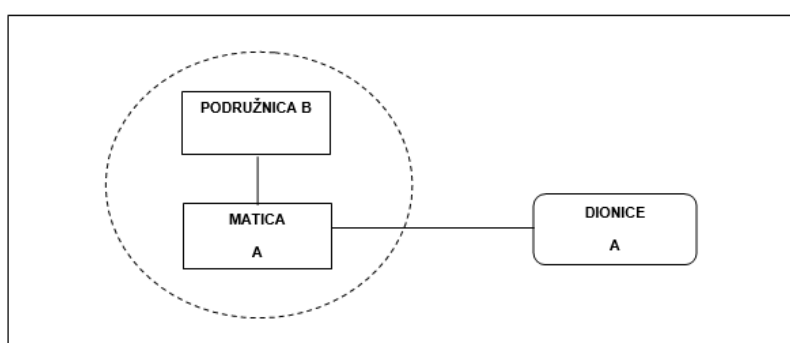 PODRUŽNICA B
MATICA
A
DIONICE
A